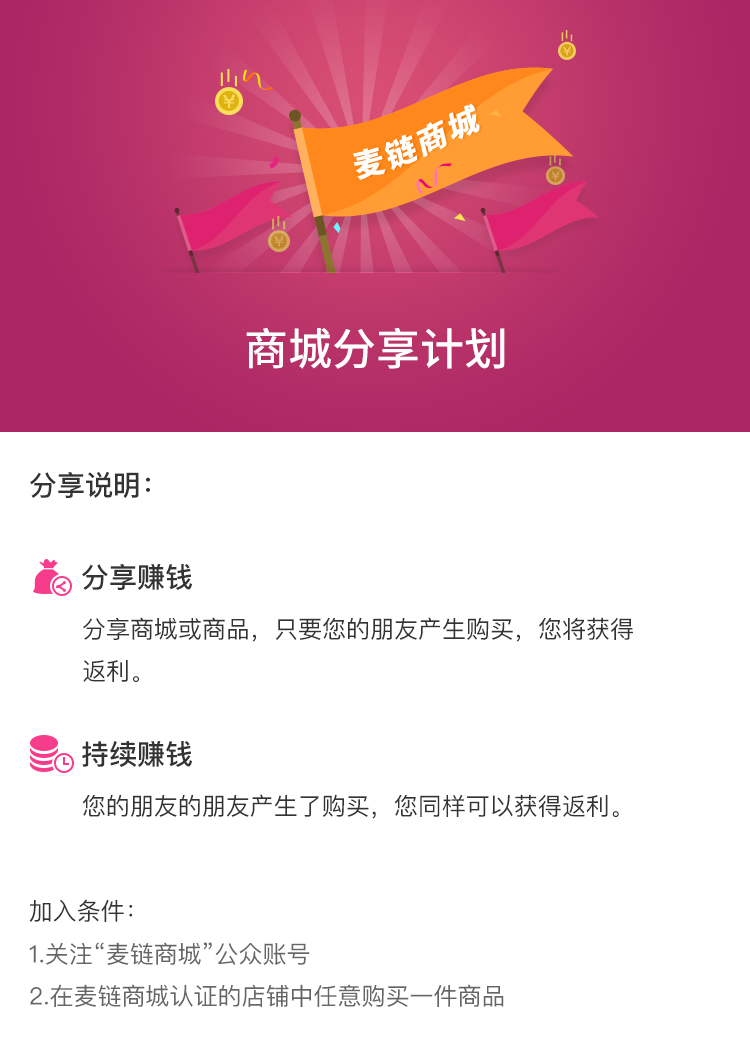 麦链商城
商城分享计划
分享说明：
分享赚钱
分享商城或商品，只要您的朋友产生购买，您将获得
返利。
持续赚钱
您的朋友的朋友产生了购买，您同样可以获得返利。
加入条件：
1.关注“麦链商城”公众账号
2.在麦链商城认证的店铺中任意购买一件商品